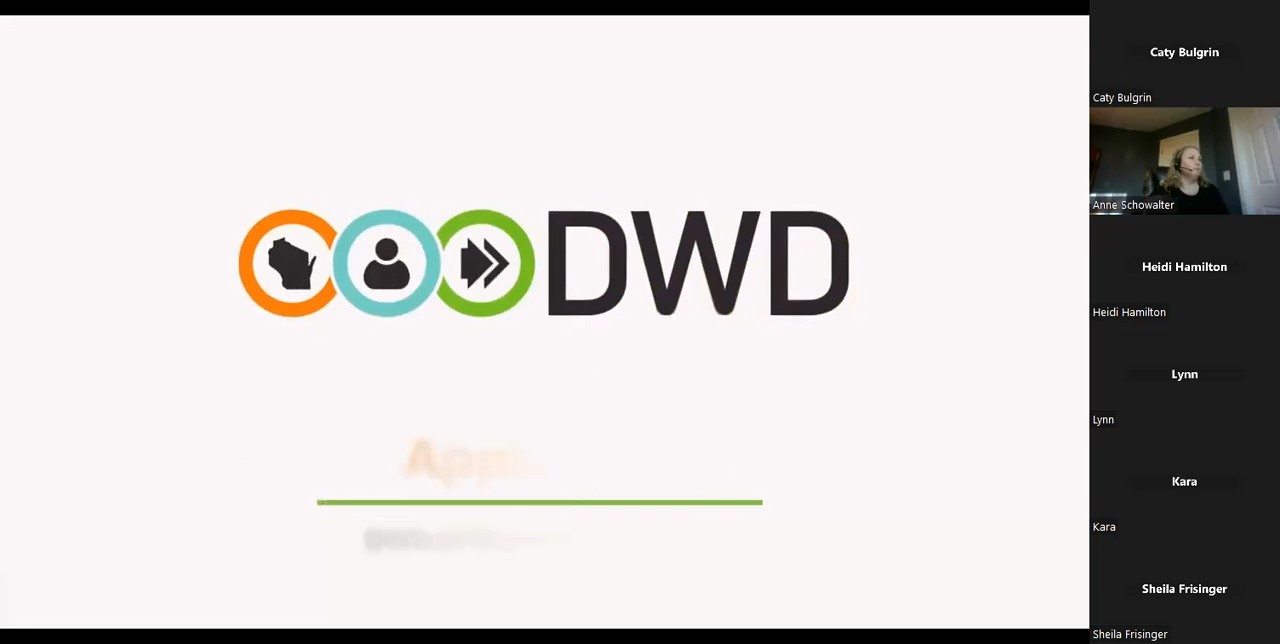 DWD
Caty Bulgrin
Caty Bulgrin
Anne Schowalter
Heidi Hamilton
Heidi Hamilton
Lynn
Lynn
Kara
Kara
Sheila Frisinger
Sheila Frisinger